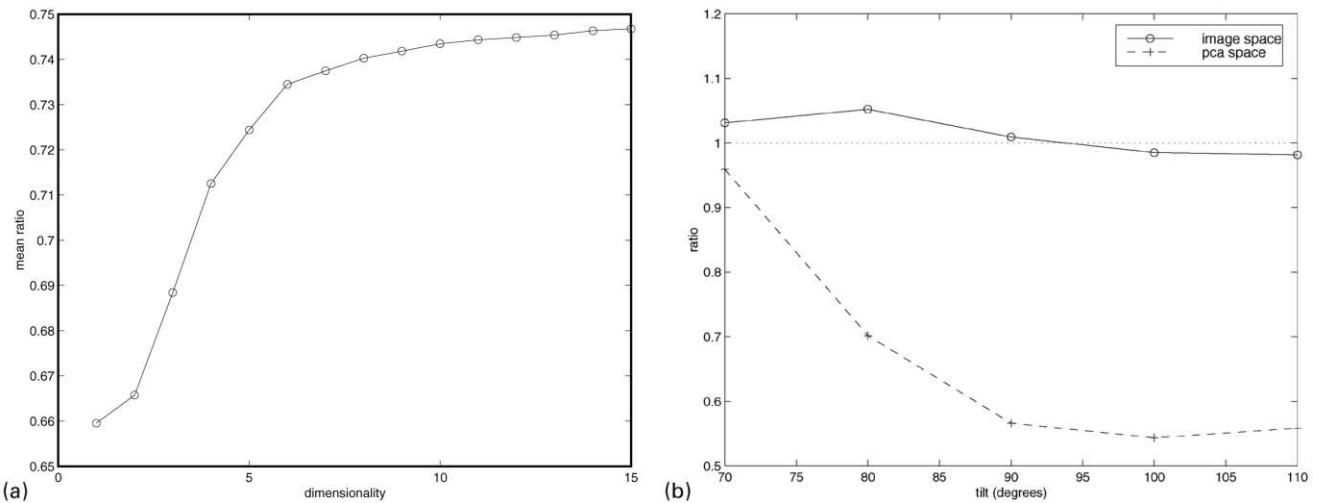 0.75
0.74
0.73
0.72
0.71
0.7
0.69
0.68
0.67
0.66
0.65
mean ratio
0 5 10 15
dimensionality
(a)
1.2
1.1
1
0.9
0.8
0.7
0.6
0.5
ratio
image space
pca space
70 75 80 85 90 95 100 105 110
tilt (degrees)
(b)